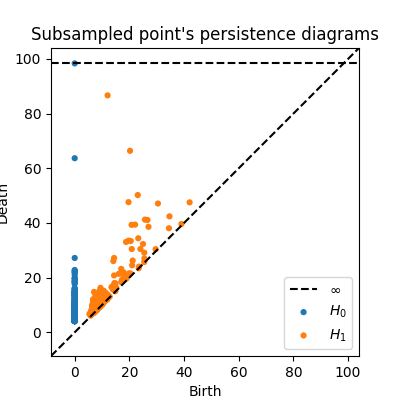 Subsampled point's persistence diagrams
Death
100
80
60
40
20
0
0 20 40 60 80 100
Birth
∞
H₀
H₁